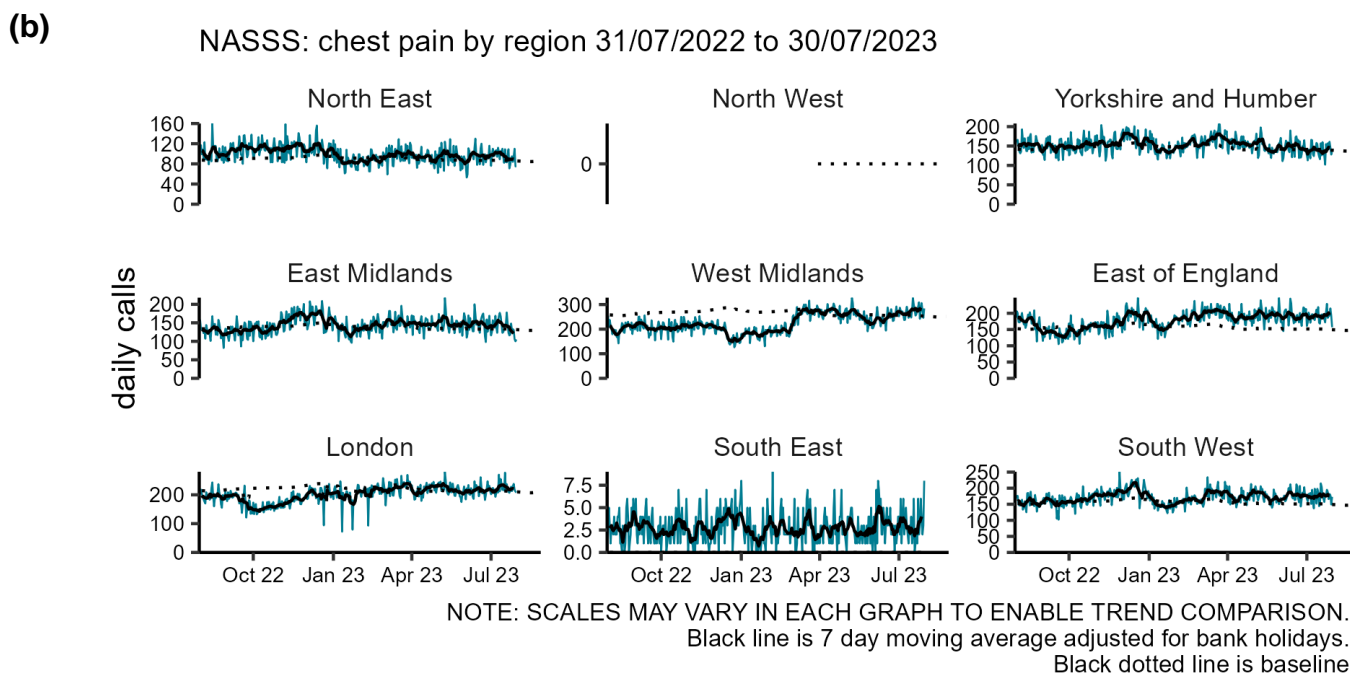 (b)
NASSS: chest pain by region 31/07/2022 to 30/07/2023
North East
North West
Yorkshire and Humber
160
120
80
40
0
0
200
150
100
50
0
daily calls
East Midlands
West Midlands
East of England
200
150
100
50
0
300
200
100
0
200
150
100
50
0
London
South East
South West
200
100
0
7.5
5.0
2.5
0.0
250
200
150
100
50
0
Oct 22 Jan 23 Apr 23 Jul 23
Oct 22 Jan 23 Apr 23 Jul 23
Oct 22 Jan 23 Apr 23 Jul 23
NOTE: SCALES MAY VARY IN EACH GRAPH TO ENABLE TREND COMPARISON.
Black line is 7 day moving average adjusted for bank holidays.
Black dotted line is baseline